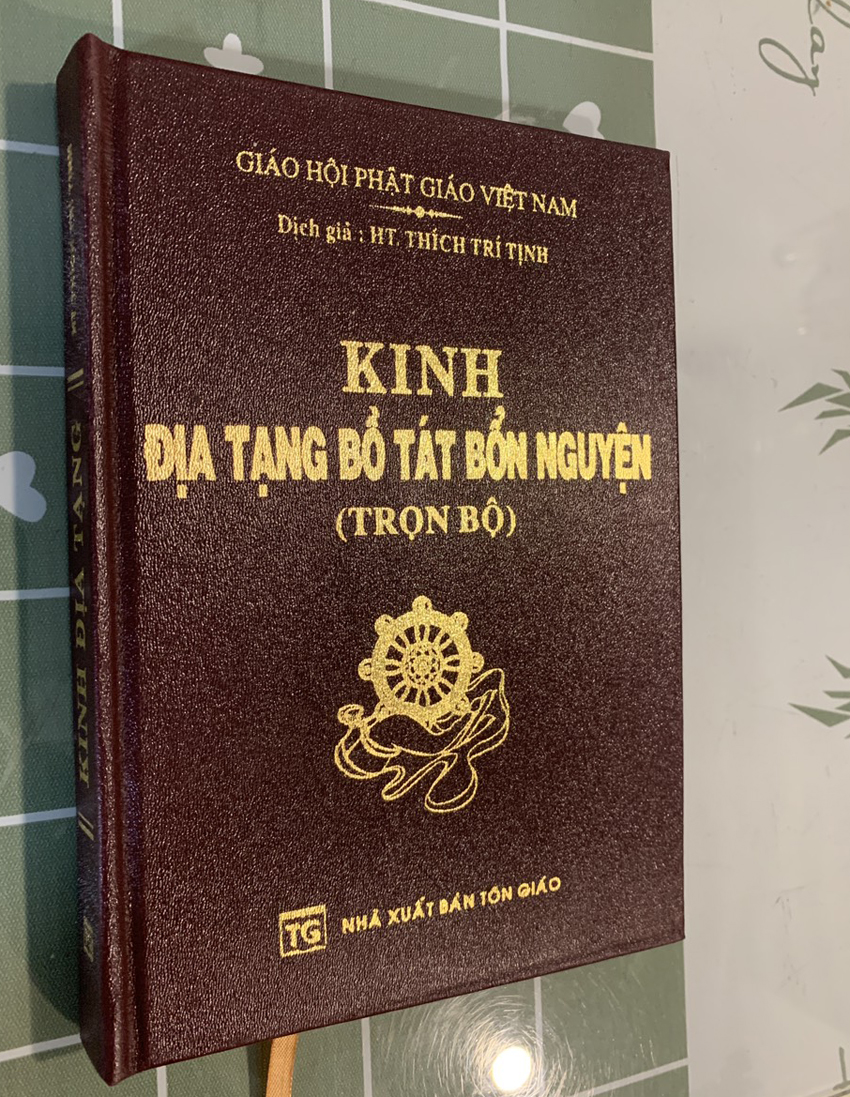 GIÁO HỘI PHẬT GIÁO VIỆT NAM
Dịch giả : HT. THÍCH TRÍ TỊNH
KINH
ĐỊA TẠNG BỒ TÁT BỔN NGUYỆN
(TRỌN BỘ)
TG NHÀ XUẤT BẢN TÔN GIÁO
|| KINH ĐỊA TẠNG ||